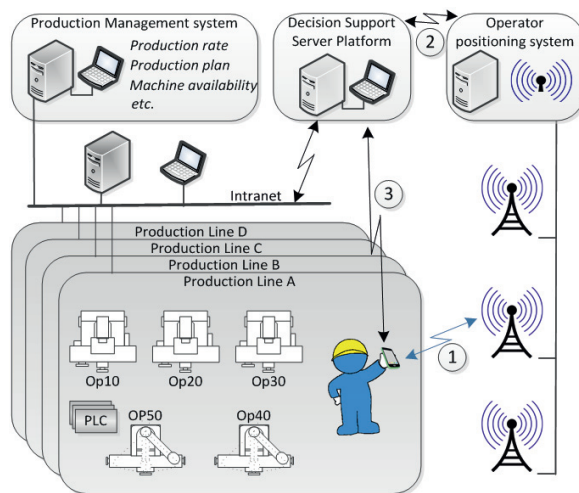 Production Management system
Production rate
Production plan
Machine availability
etc.
Decision Support
Server Platform
2
Operator
positioning system
Intranet
3
Production Line D
Production Line C
Production Line B
Production Line A
Op10
Op20
Op30
1
PLC
OP50
Op40